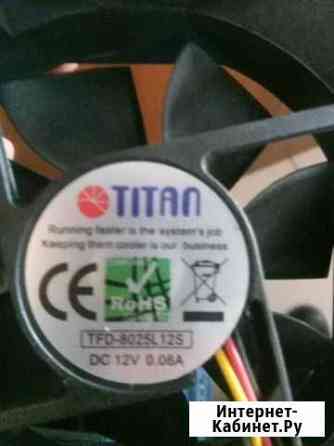 TITAN
Running faster is the system's job
Keeping them cooler is our business
CE
RoHS
TFD-8025L12S
DC 12V 0.08A
Интернет-
Кабинет.Ру